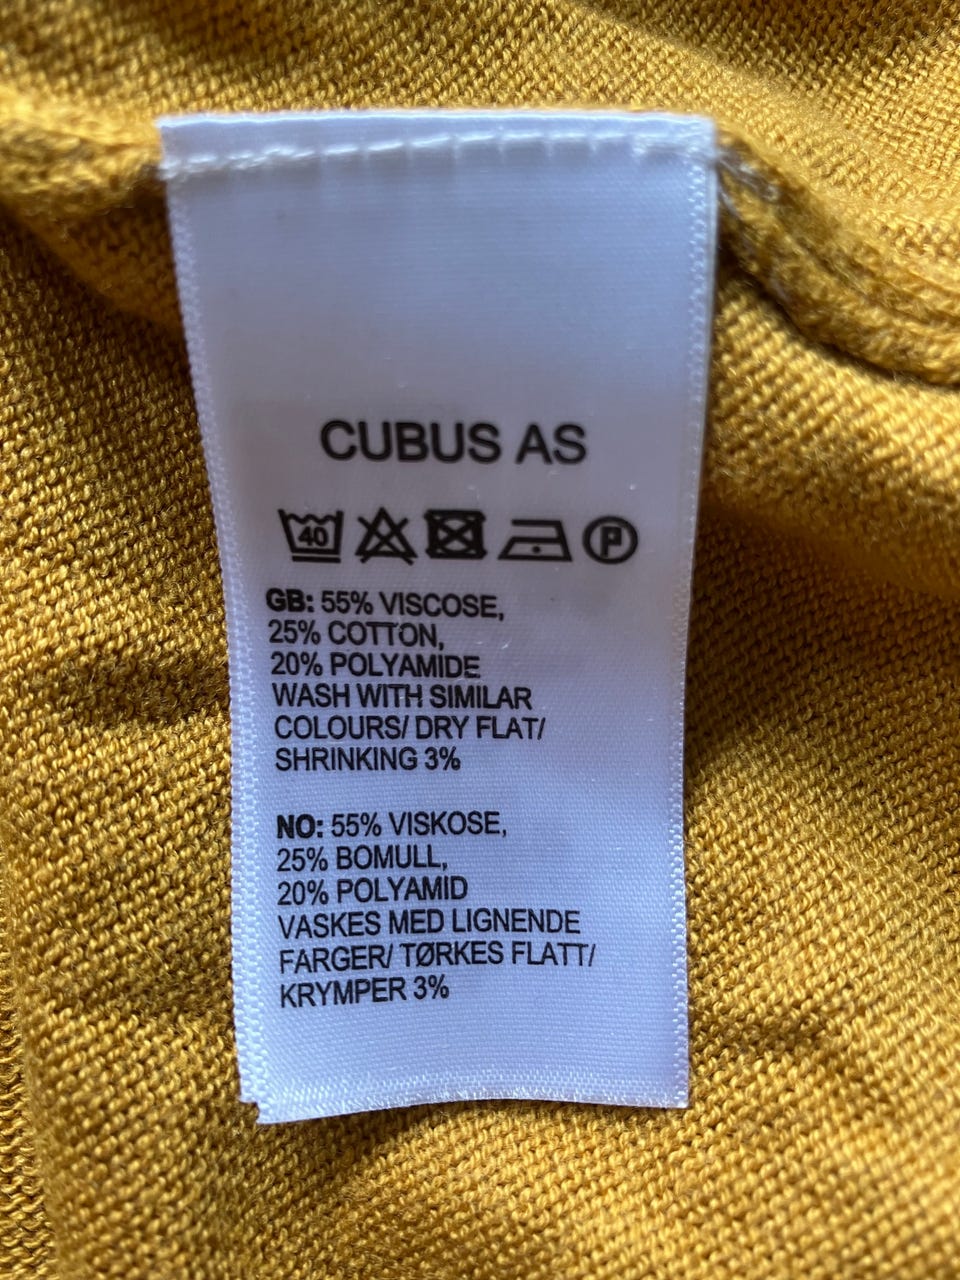 CUBUS AS
40 P
GB: 55% VISCOSE,
25% COTTON,
20% POLYAMIDE
WASH WITH SIMILAR
COLOURS/ DRY FLAT/
SHRINKING 3%
NO: 55% VISKOSE,
25% BOMULL,
20% POLYAMID
VASKES MED LIGNENDE
FARGER/ TØRKES FLATT/
KRYMPER 3%